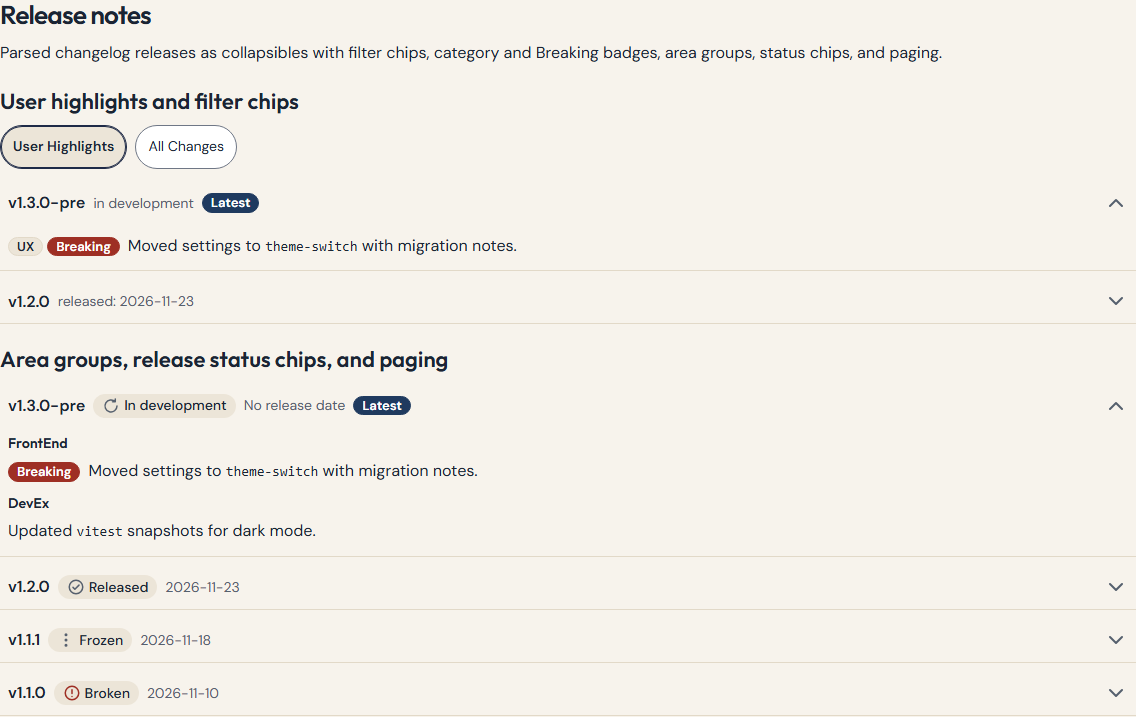 Release notes
Parsed changelog releases as collapsibles with filter chips, category and Breaking badges, area groups, status chips, and paging.
User highlights and filter chips
User Highlights All Changes
v1.3.0-pre in development Latest
UX Breaking Moved settings to theme-switch with migration notes.
v1.2.0 released: 2026-11-23
Area groups, release status chips, and paging
v1.3.0-pre In development No release date Latest
FrontEnd
Breaking Moved settings to theme-switch with migration notes.
DevEx
Updated vitest snapshots for dark mode.
v1.2.0 Released 2026-11-23
v1.1.1 Frozen 2026-11-18
v1.1.0 Broken 2026-11-10